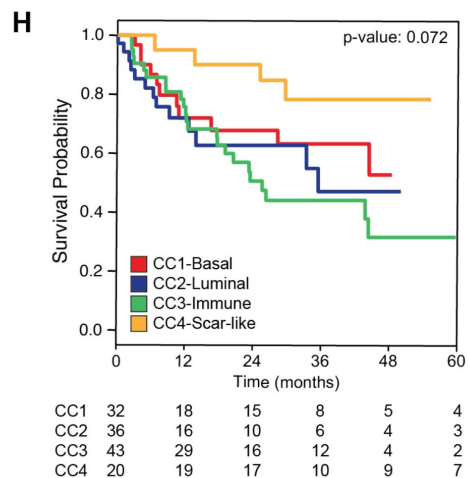 H
p-value: 0.072
Survival Probability
1.0
0.8
0.6
0.4
0.2
0.0
CC1-Basal
CC2-Luminal
CC3-Immune
CC4-Scar-like
0 12 24 36 48 60
Time (months)
CC1 32 18 15 8 5 4
CC2 36 16 10 6 4 3
CC3 43 29 16 12 4 2
CC4 20 19 17 10 9 7